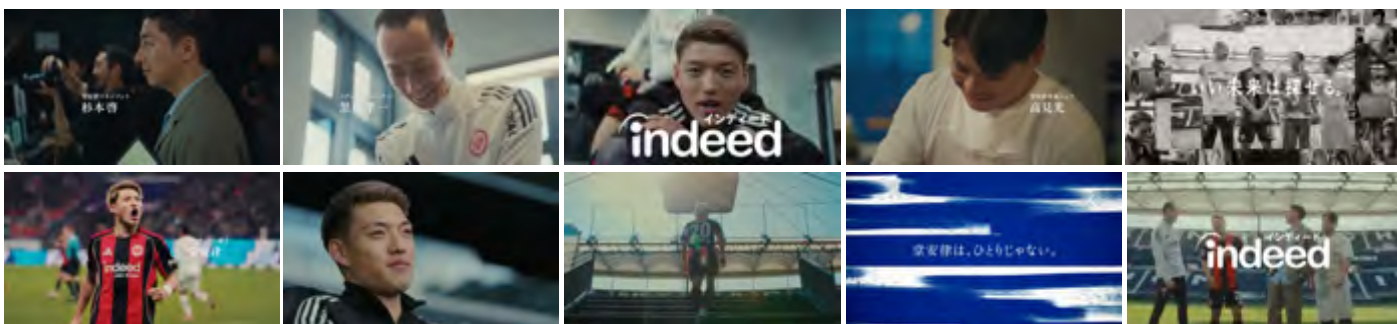 杉本啓
インディード
indeed
高見光
いい未来は探せる。
indeed
20
堂安律は、ひとりじゃない。
インディード
indeed